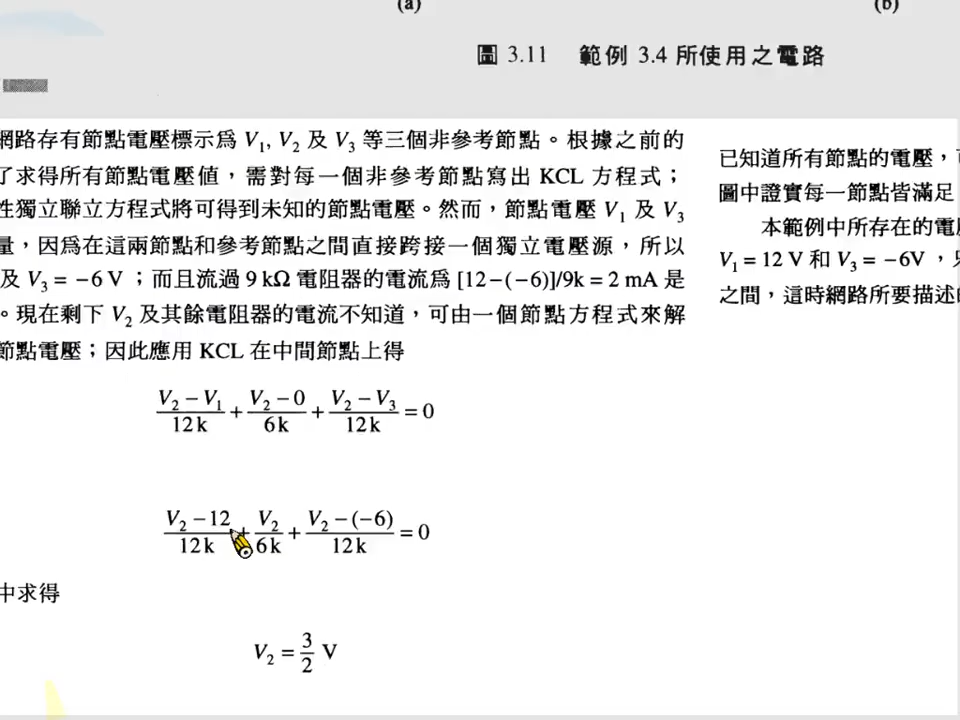 (a)
(b)
圖 3.11 範例 3.4 所使用之電路
網路存有節點電壓標示為 V₁, V₂ 及 V₃ 等三個非參考節點。根據之前的
了求得所有節點電壓值，需對每一個非參考節點寫出 KCL 方程式；
性獨立聯立方程式將可得到未知的節點電壓。然而，節點電壓 V₁ 及 V₃
量，因為在這兩節點和參考節點之間直接跨接一個獨立電壓源，所以
及 V₃ = −6 V；而且流過 9 kΩ 電阻器的電流為 [12−(−6)]/9k = 2 mA 是
。現在剩下 V₂ 及其餘電阻器的電流不知道，可由一個節點方程式來解
節點電壓；因此應用 KCL 在中間節點上得
(V₂ − V₁)/12k + (V₂ − 0)/6k + (V₂ − V₃)/12k = 0
(V₂ − 12)/12k + V₂/6k + (V₂ − (−6))/12k = 0
中求得
V₂ = 3/2 V
已知道所有節點的電壓，
圖中證實每一節點皆滿足
本範例中所存在的電
V₁ = 12 V 和 V₃ = −6V，
之間，這時網路所要描述